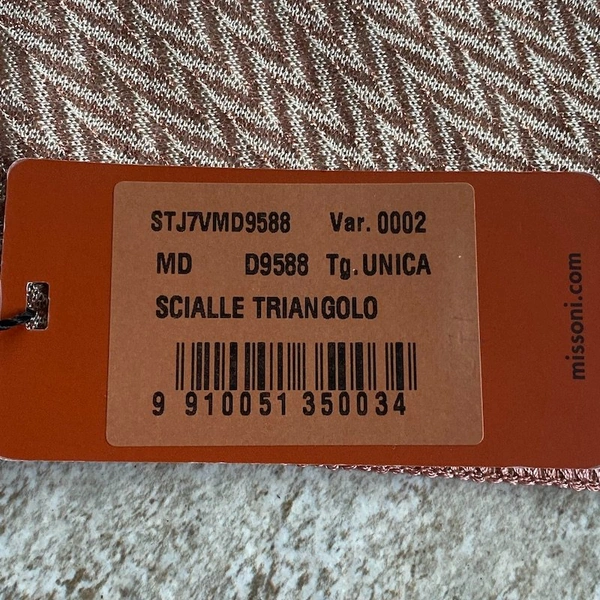 STJ7VMD9588 Var. 0002
MD D9588 Tg. UNICA
SCIALLE TRIANGOLO
9 910051 350034
missoni.com